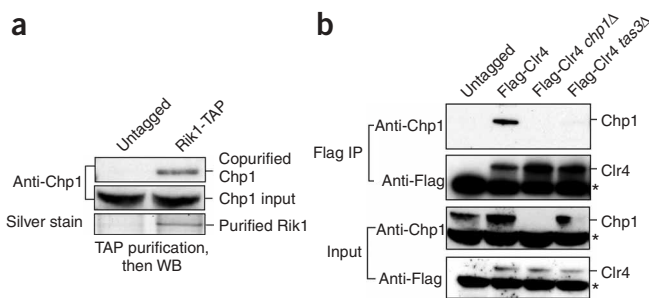 a
Untagged
Rik1-TAP
Anti-Chp1
Copurified
Chp1
Chp1 input
Silver stain
Purified Rik1
TAP purification,
then WB
b
Untagged
Flag-Clr4
Flag-Clr4 chp1Δ
Flag-Clr4 tas3Δ
Flag IP
Anti-Chp1
Chp1
Anti-Flag
Clr4
*
Input
Anti-Chp1
Chp1
*
Anti-Flag
Clr4
*